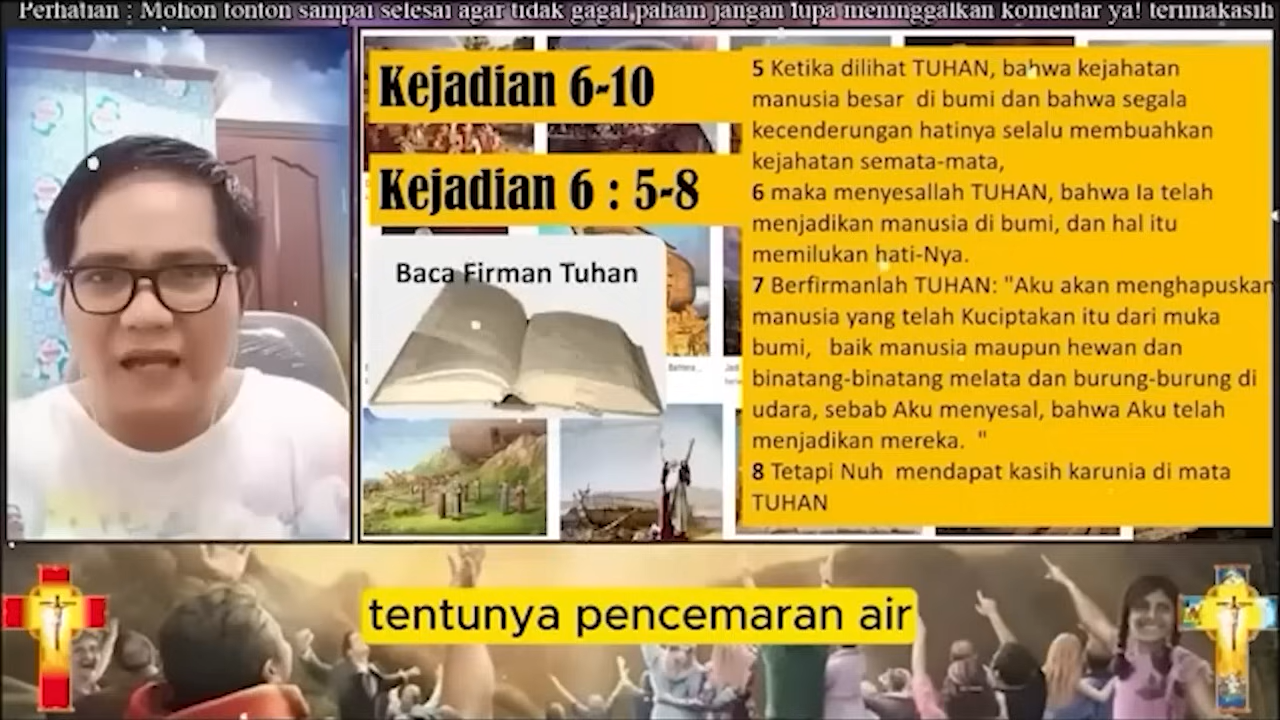 Perhatian : Mohon tonton sampai selesai agar tidak gagal paham jangan lupa meninggalkan komentar ya! terimakasih
Kejadian 6-10
Kejadian 6 : 5-8
Baca Firman Tuhan
5 Ketika dilihat TUHAN, bahwa kejahatan
manusia besar di bumi dan bahwa segala
kecenderungan hatinya selalu membuahkan
kejahatan semata-mata,
6 maka menyesallah TUHAN, bahwa Ia telah
menjadikan manusia di bumi, dan hal itu
memilukan hati-Nya.
7 Berfirmanlah TUHAN: "Aku akan menghapuskan
manusia yang telah Kuciptakan itu dari muka
bumi, baik manusia maupun hewan dan
binatang-binatang melata dan burung-burung di
udara, sebab Aku menyesal, bahwa Aku telah
menjadikan mereka. "
8 Tetapi Nuh mendapat kasih karunia di mata
TUHAN
tentunya pencemaran air